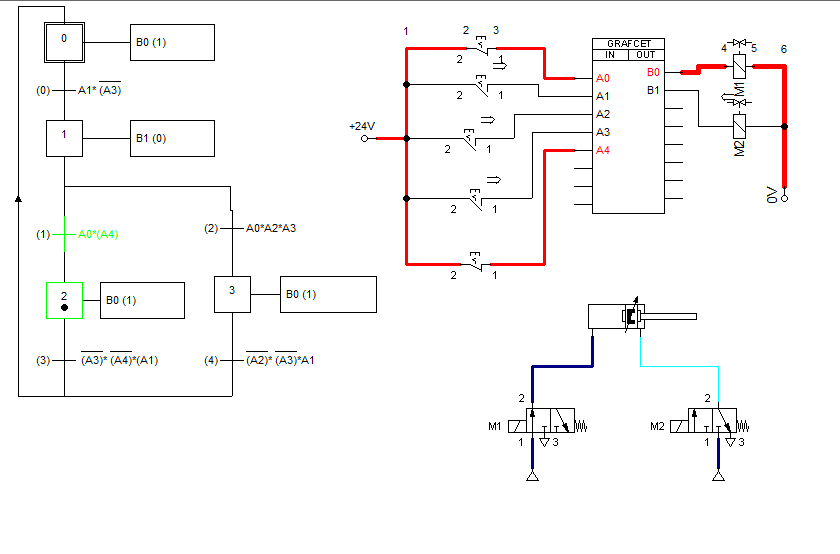 0
B0 (1)
(0)
A1* (A3)
1
B1 (0)
(1)
A0*(A4)
(2)
A0*A2*A3
2
B0 (1)
3
B0 (1)
(3)
(A3)* (A4)*(A1)
(4)
(A2)* (A3)*A1
1
2
3
2
1
2
1
+24V
2
1
2
1
2
1
GRAFCET
IN
OUT
A0
B0
A1
B1
A2
A3
A4
4
5
6
M1
M2
0V
2
M1
1
3
2
M2
1
3